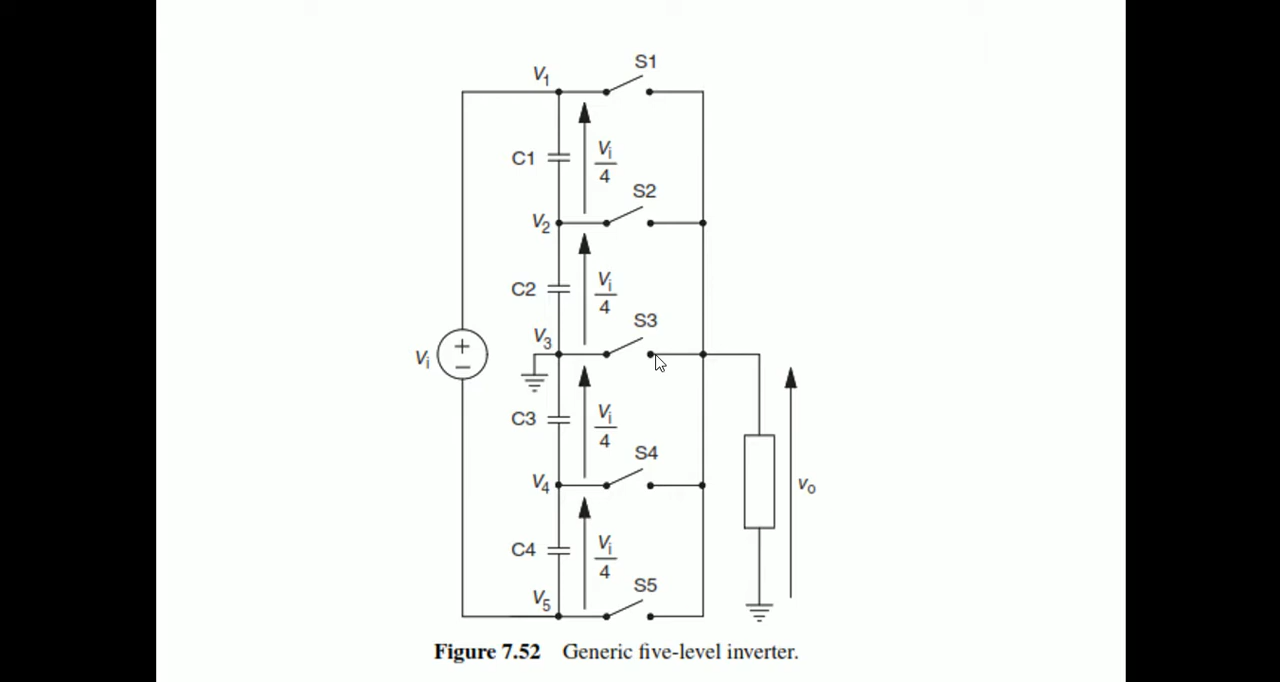 S1
V1
C1
Vi
4
S2
V2
C2
Vi
4
S3
V3
Vi
+
−
C3
Vi
4
S4
V4
vo
C4
Vi
4
S5
V5
Figure 7.52 Generic five-level inverter.